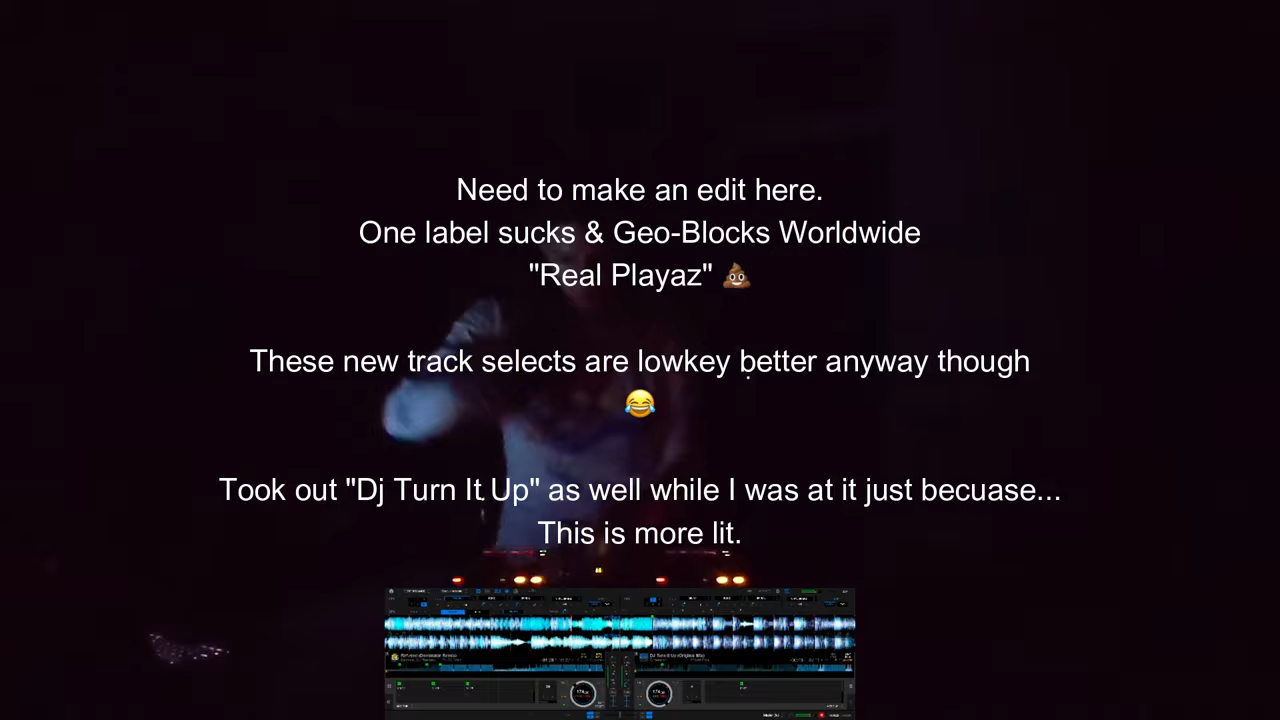 Need to make an edit here.
One label sucks & Geo-Blocks Worldwide
"Real Playaz" 💩
These new track selects are lowkey better anyway though
😂
Took out "Dj Turn It Up" as well while I was at it just becuase...
This is more lit.